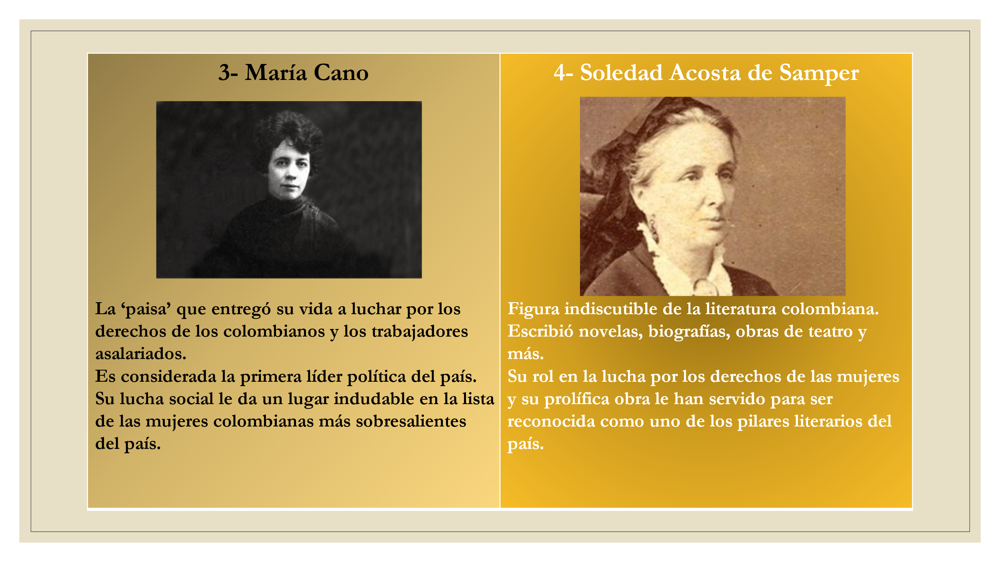 3- María Cano
La ‘paisa’ que entregó su vida a luchar por los
derechos de los colombianos y los trabajadores
asalariados.
Es considerada la primera líder política del país.
Su lucha social le da un lugar indudable en la lista
de las mujeres colombianas más sobresalientes
del país.
4- Soledad Acosta de Samper
Figura indiscutible de la literatura colombiana.
Escribió novelas, biografías, obras de teatro y
más.
Su rol en la lucha por los derechos de las mujeres
y su prolífica obra le han servido para ser
reconocida como uno de los pilares literarios del
país.